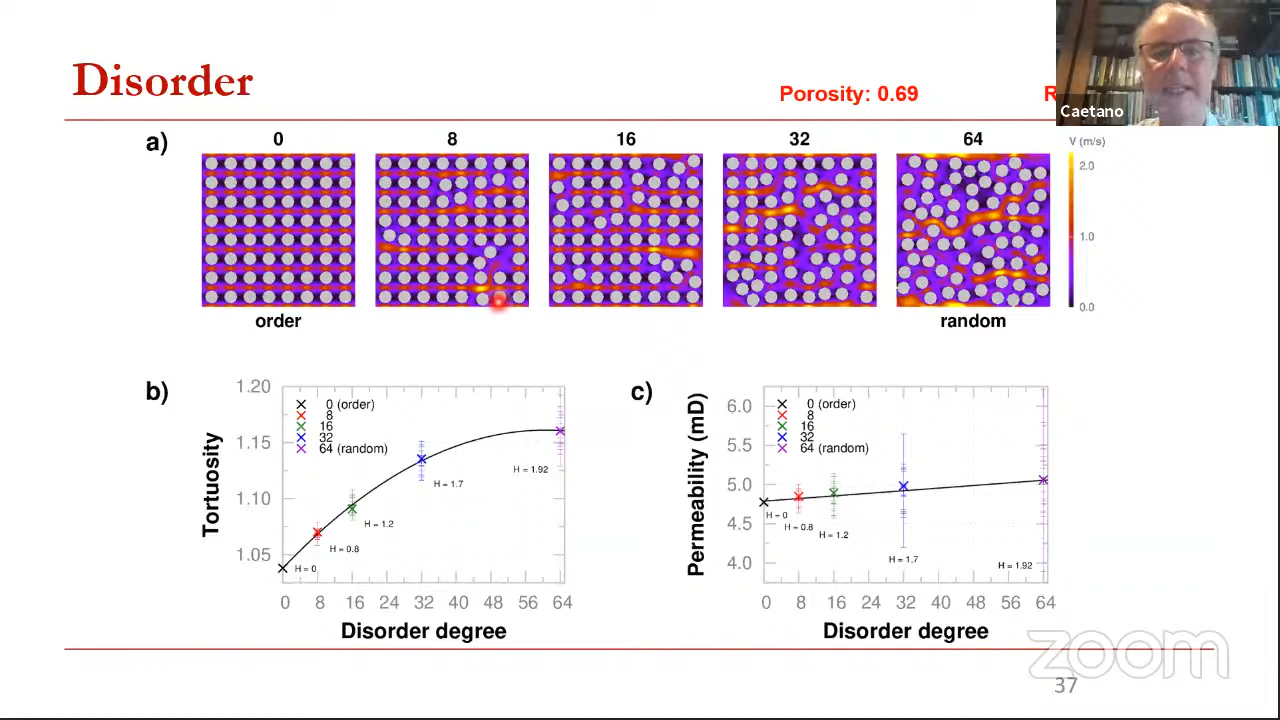 Disorder
Porosity: 0.69
R
Caetano
a)
0
8
16
32
64
V (m/s)
2.0
1.0
0.0
order
random
b)
1.20
1.15
1.10
1.05
Tortuosity
0 (order)
8
16
32
64 (random)
H = 0
H = 0.8
H = 1.2
H = 1.7
H = 1.92
0 8 16 24 32 40 48 56 64
Disorder degree
c)
6.0
5.5
5.0
4.5
4.0
Permeability (mD)
0 (order)
8
16
32
64 (random)
H = 0
H = 0.8
H = 1.2
H = 1.7
H = 1.92
0 8 16 24 32 40 48 56 64
Disorder degree
zoom
37